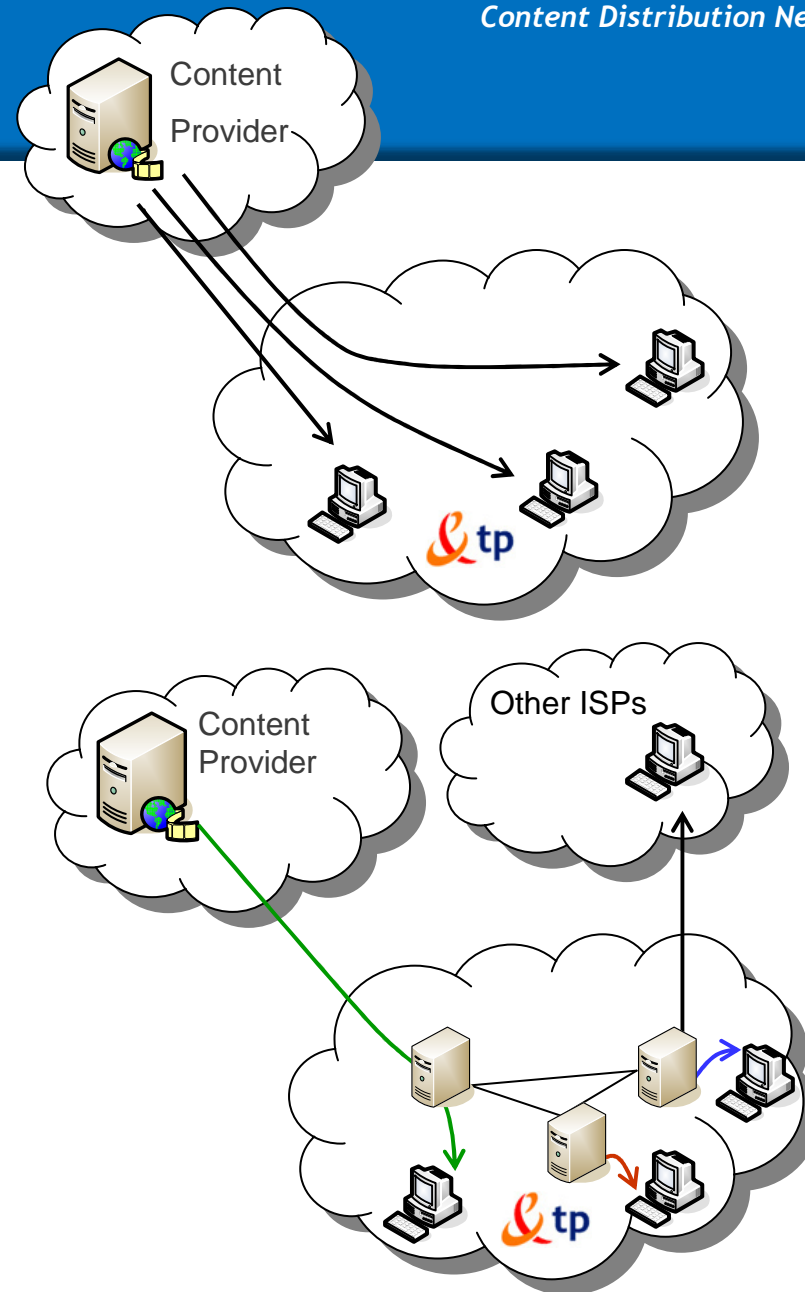 Content Distribution Ne
Content
Provider
tp
Content
Provider
Other ISPs
tp